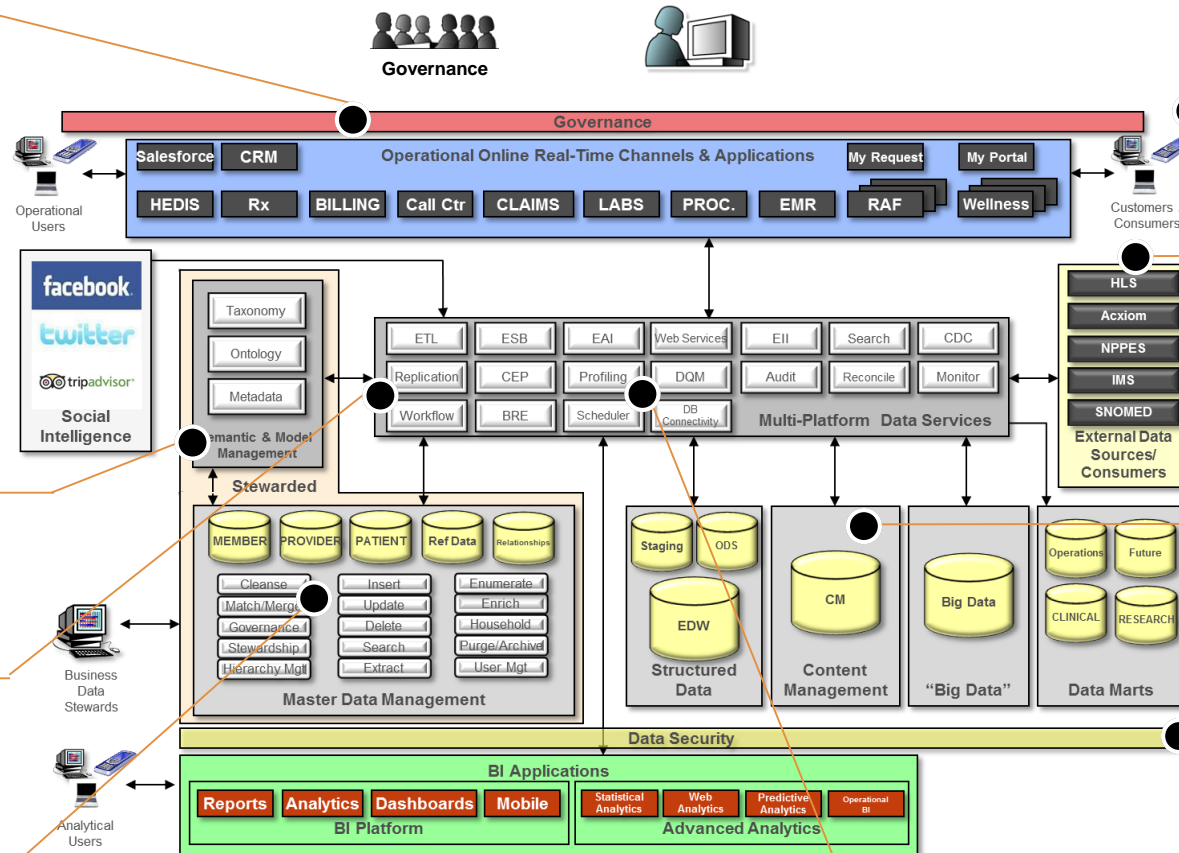 Governance
Governance
Operational Online Real-Time Channels & Applications
Salesforce
CRM
My Request
My Portal
HEDIS
Rx
BILLING
Call Ctr
CLAIMS
LABS
PROC.
EMR
RAF
Wellness
Operational
Users
Customers
Consumers
facebook
twitter
tripadvisor
Social
Intelligence
Taxonomy
Ontology
Metadata
emantic & Model
Management
Stewarded
ETL
ESB
EAI
Web Services
EII
Search
CDC
Replication
CEP
Profiling
DQM
Audit
Reconcile
Monitor
Workflow
BRE
Scheduler
DB
Connectivity
Multi-Platform Data Services
HLS
Acxiom
NPPES
IMS
SNOMED
External Data
Sources/
Consumers
MEMBER
PROVIDER
PATIENT
Ref Data
Relationships
Cleanse
Match/Merge
Governance
Stewardship
Hierarchy Mgt
Insert
Update
Delete
Search
Extract
Enumerate
Enrich
Household
Purge/Archive
User Mgt
Master Data Management
Business
Data
Stewards
Staging
ODS
EDW
Structured
Data
CM
Content
Management
Big Data
“Big Data”
Operations
Future
CLINICAL
RESEARCH
Data Marts
Data Security
BI Applications
Reports
Analytics
Dashboards
Mobile
BI Platform
Statistical
Analytics
Web
Analytics
Predictive
Analytics
Operational
BI
Advanced Analytics
Analytical
Users